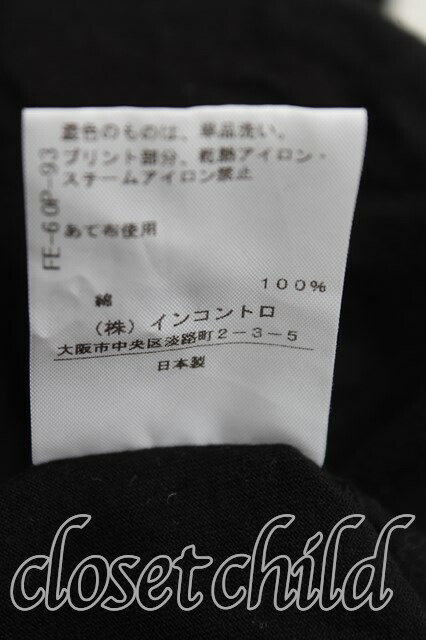 濃色のものは、単品洗い。
プリント部分、乾熱アイロン・
スチームアイロン禁止
あて布使用
FE-60P-93
100%
綿
（株）インコントロ
大阪市中央区淡路町2-3-5
日本製
closet child